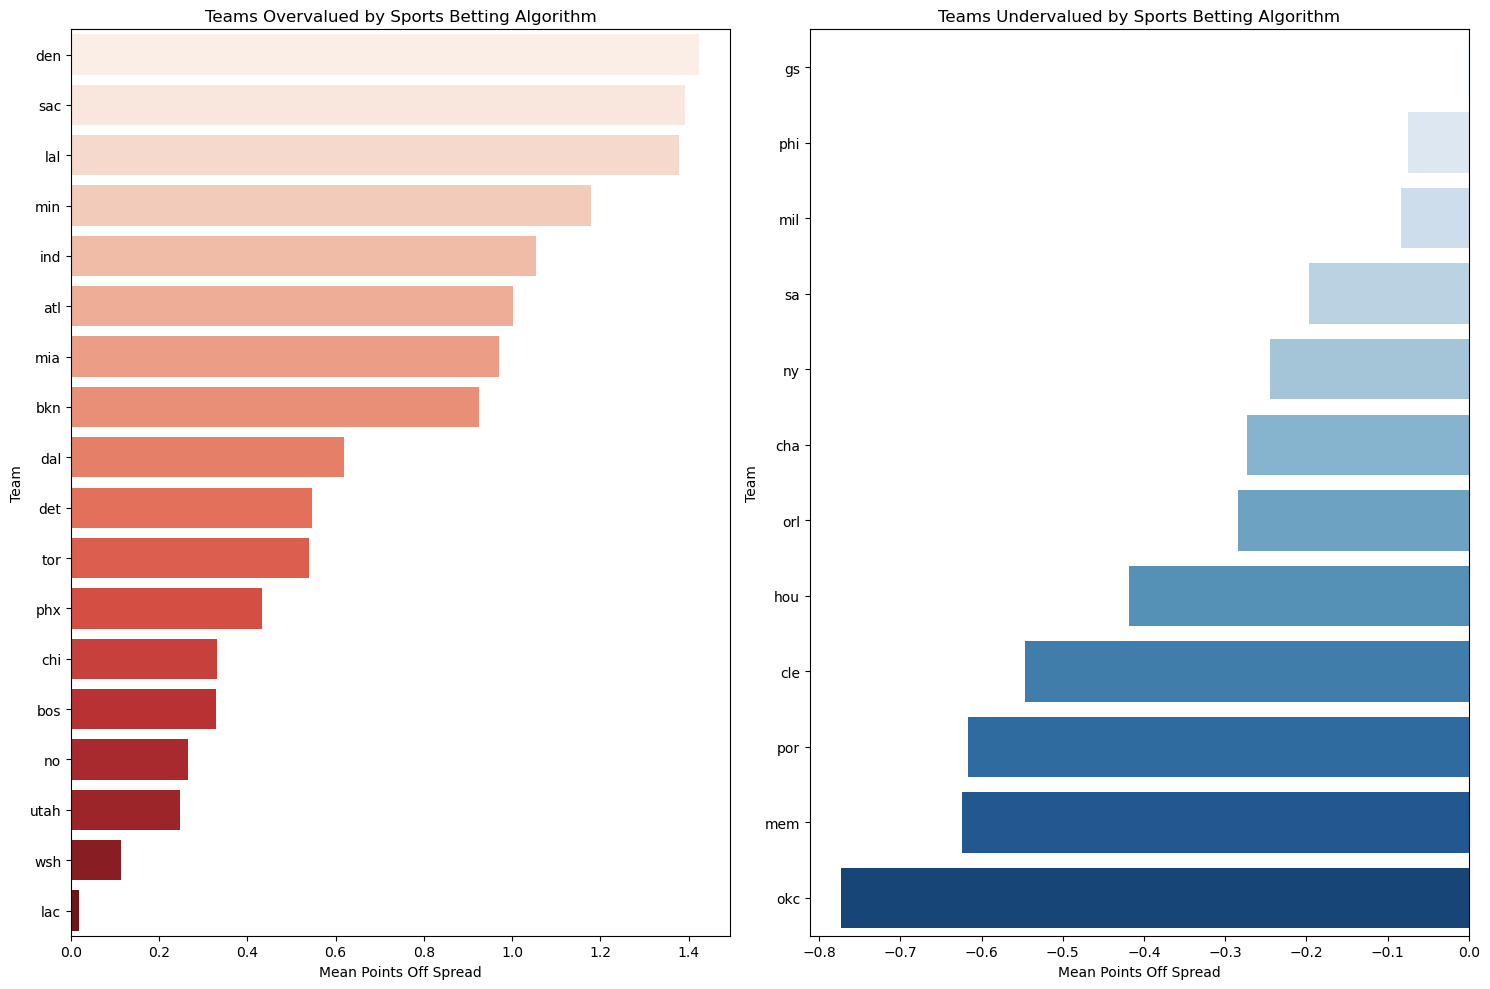 Teams Overvalued by Sports Betting Algorithm
den
sac
lal
min
ind
atl
mia
bkn
dal
det
tor
phx
chi
bos
no
utah
wsh
lac
Team
0.0 0.2 0.4 0.6 0.8 1.0 1.2 1.4
Mean Points Off Spread
Teams Undervalued by Sports Betting Algorithm
gs
phi
mil
sa
ny
cha
orl
hou
cle
por
mem
okc
Team
−0.8 −0.7 −0.6 −0.5 −0.4 −0.3 −0.2 −0.1 0.0
Mean Points Off Spread